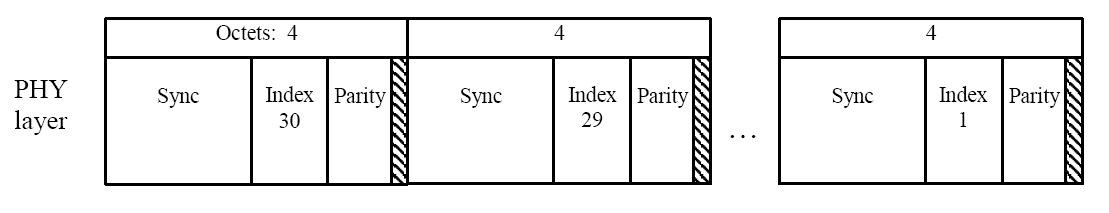 Octets: 4
4
4
PHY
layer
Sync
Index
30
Parity
Sync
Index
29
Parity
...
Sync
Index
1
Parity